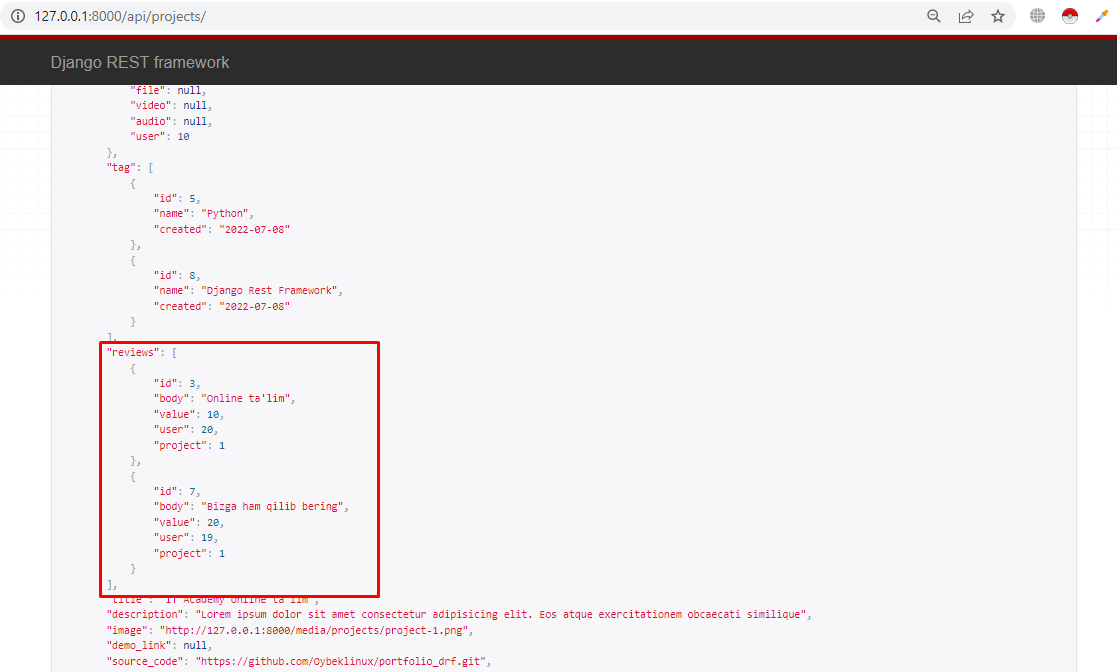 127.0.0.1:8000/api/projects/
Django REST framework
"file": null,
"video": null,
"audio": null,
"user": 10
},
"tag": [
{
"id": 5,
"name": "Python",
"created": "2022-07-08"
},
{
"id": 8,
"name": "Django Rest Framework",
"created": "2022-07-08"
}
],
"reviews": [
{
"id": 3,
"body": "Online ta'lim",
"value": 10,
"user": 20,
"project": 1
},
{
"id": 7,
"body": "Bizga ham qilib bering",
"value": 20,
"user": 19,
"project": 1
}
],
"title": "IT Academy online ta'lim",
"description": "Lorem ipsum dolor sit amet consectetur adipisicing elit. Eos atque exercitationem obcaecati similique",
"image": "http://127.0.0.1:8000/media/projects/project-1.png",
"demo_link": null,
"source_code": "https://github.com/Oybeklinux/portfolio_drf.git",